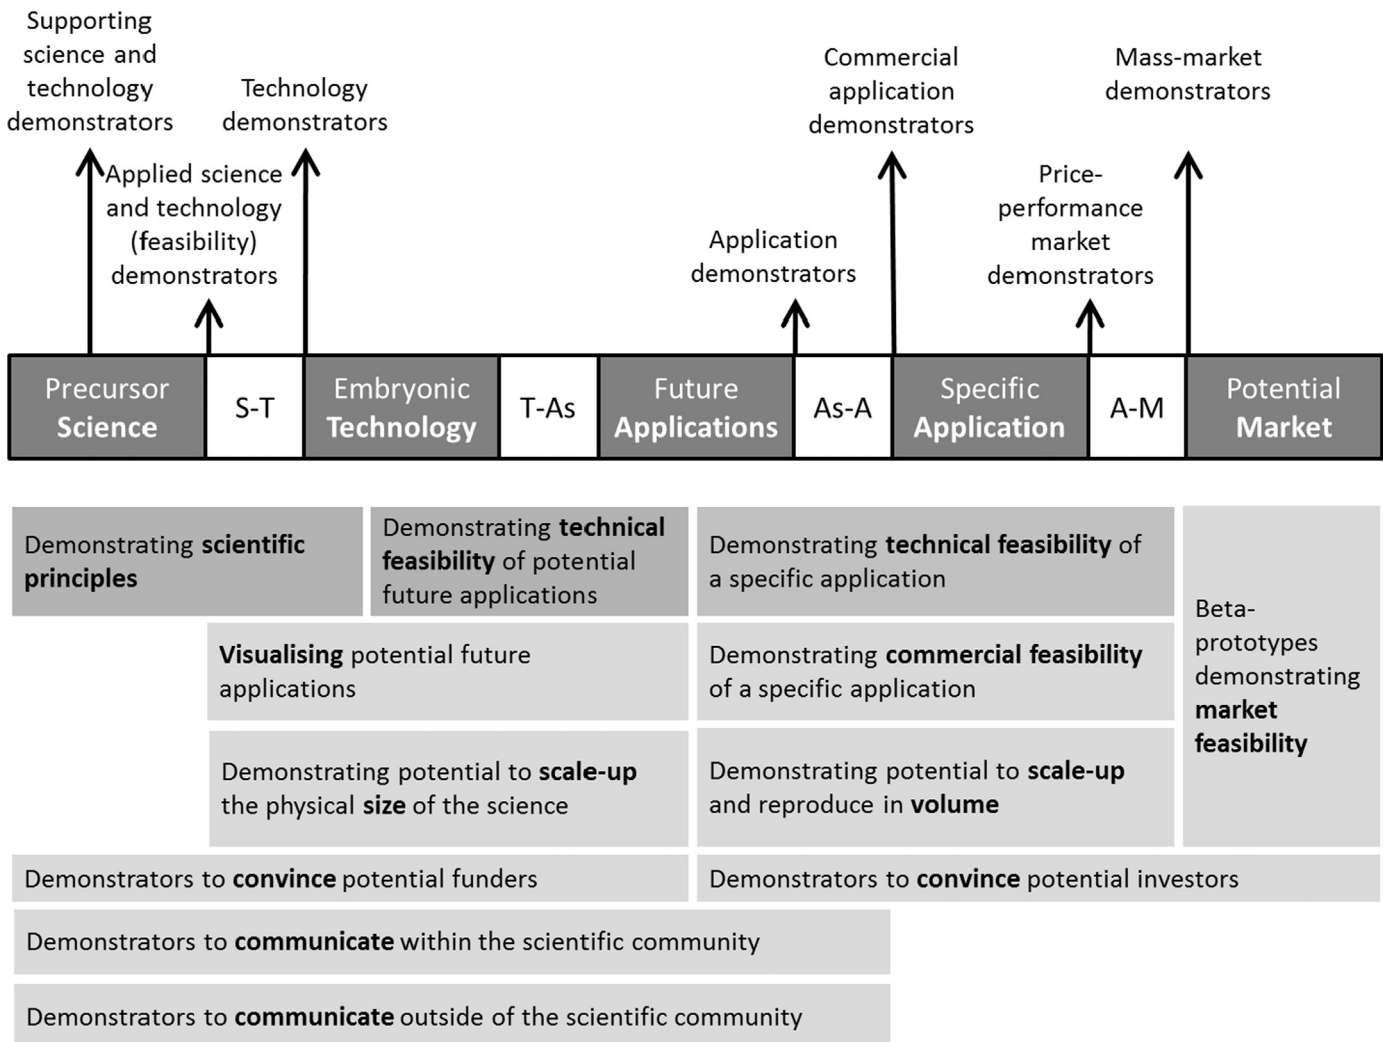 Supporting
science and
technology
demonstrators
Technology
demonstrators
Applied science
and technology
(feasibility)
demonstrators
Commercial
application
demonstrators
Mass-market
demonstrators
Application
demonstrators
Price-
performance
market
demonstrators
Precursor
Science
S-T
Embryonic
Technology
T-As
Future
Applications
As-A
Specific
Application
A-M
Potential
Market
Demonstrating scientific
principles
Demonstrating technical
feasibility of potential
future applications
Demonstrating technical feasibility of
a specific application
Beta-
prototypes
demonstrating
market
feasibility
Visualising potential future
applications
Demonstrating commercial feasibility
of a specific application
Demonstrating potential to scale-up
the physical size of the science
Demonstrating potential to scale-up
and reproduce in volume
Demonstrators to convince potential funders
Demonstrators to convince potential investors
Demonstrators to communicate within the scientific community
Demonstrators to communicate outside of the scientific community